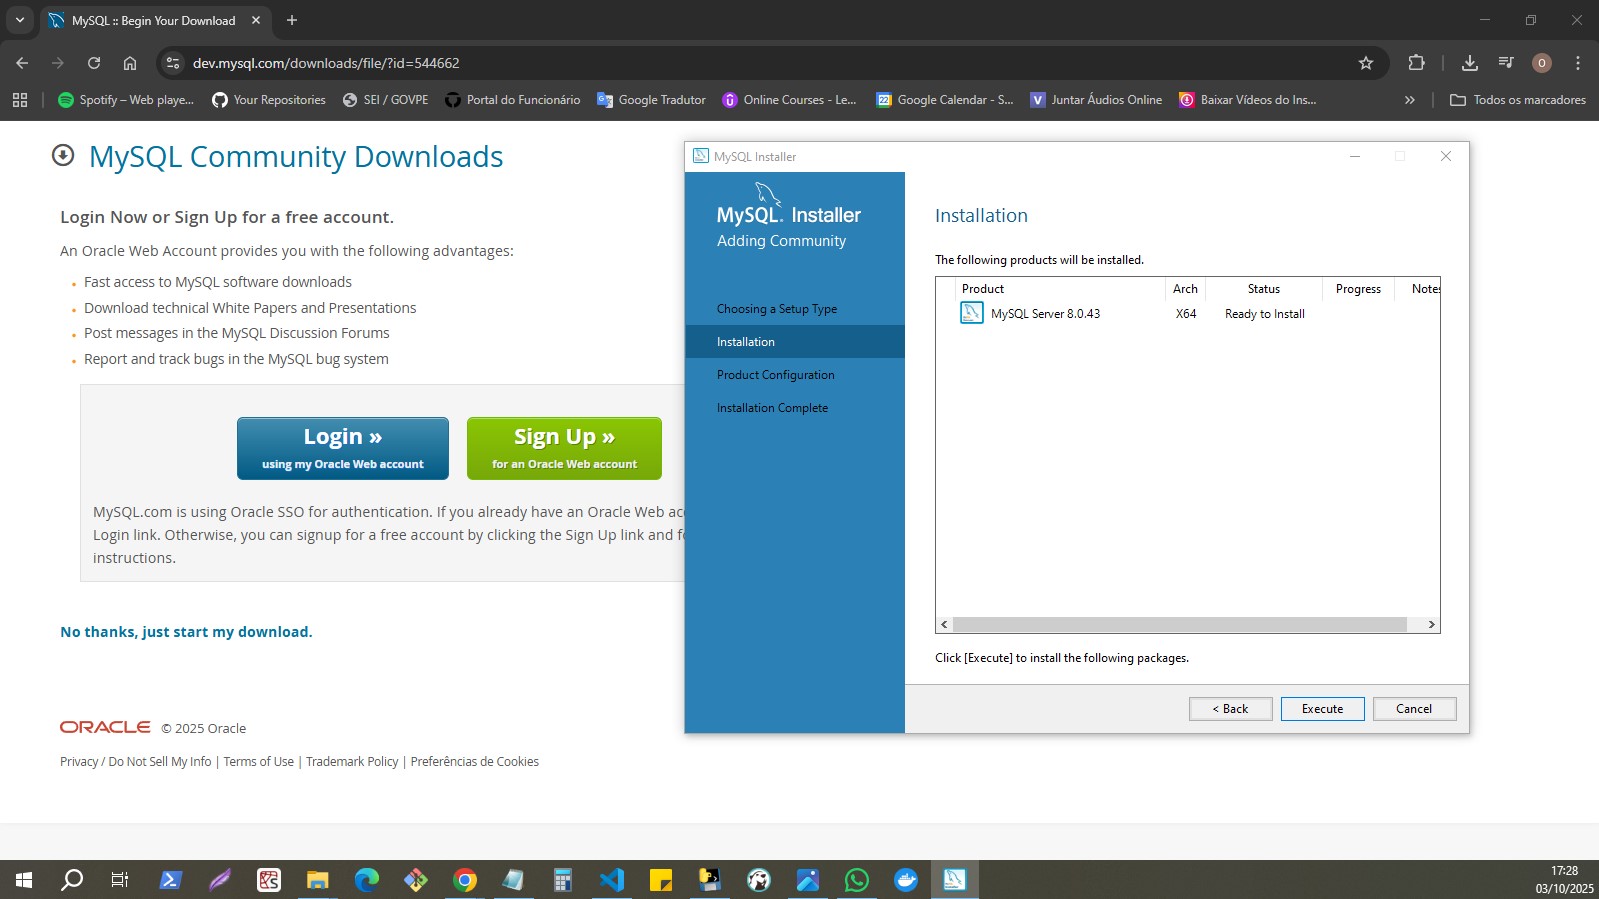 MySQL :: Begin Your Download
dev.mysql.com/downloads/file/?id=544662
O
Spotify – Web playe...
Your Repositories
SEI / GOVPE
Portal do Funcionário
Google Tradutor
Online Courses - Le...
Google Calendar - S...
Juntar Áudios Online
Baixar Vídeos do Ins...
Todos os marcadores
MySQL Community Downloads
Login Now or Sign Up for a free account.
An Oracle Web Account provides you with the following advantages:
Fast access to MySQL software downloads
Download technical White Papers and Presentations
Post messages in the MySQL Discussion Forums
Report and track bugs in the MySQL bug system
Login »
using my Oracle Web account
Sign Up »
for an Oracle Web account
MySQL.com is using Oracle SSO for authentication. If you already have an Oracle Web
Login link. Otherwise, you can signup for a free account by clicking the Sign Up link and
instructions.
No thanks, just start my download.
ORACLE © 2025 Oracle
Privacy / Do Not Sell My Info | Terms of Use | Trademark Policy | Preferências de Cookies
MySQL Installer
MySQL. Installer
Adding Community
Choosing a Setup Type
Installation
Product Configuration
Installation Complete
Installation
The following products will be installed.
Product Arch Status Progress Notes
MySQL Server 8.0.43 X64 Ready to Install
Click [Execute] to install the following packages.
< Back
Execute
Cancel
17:28
03/10/2025